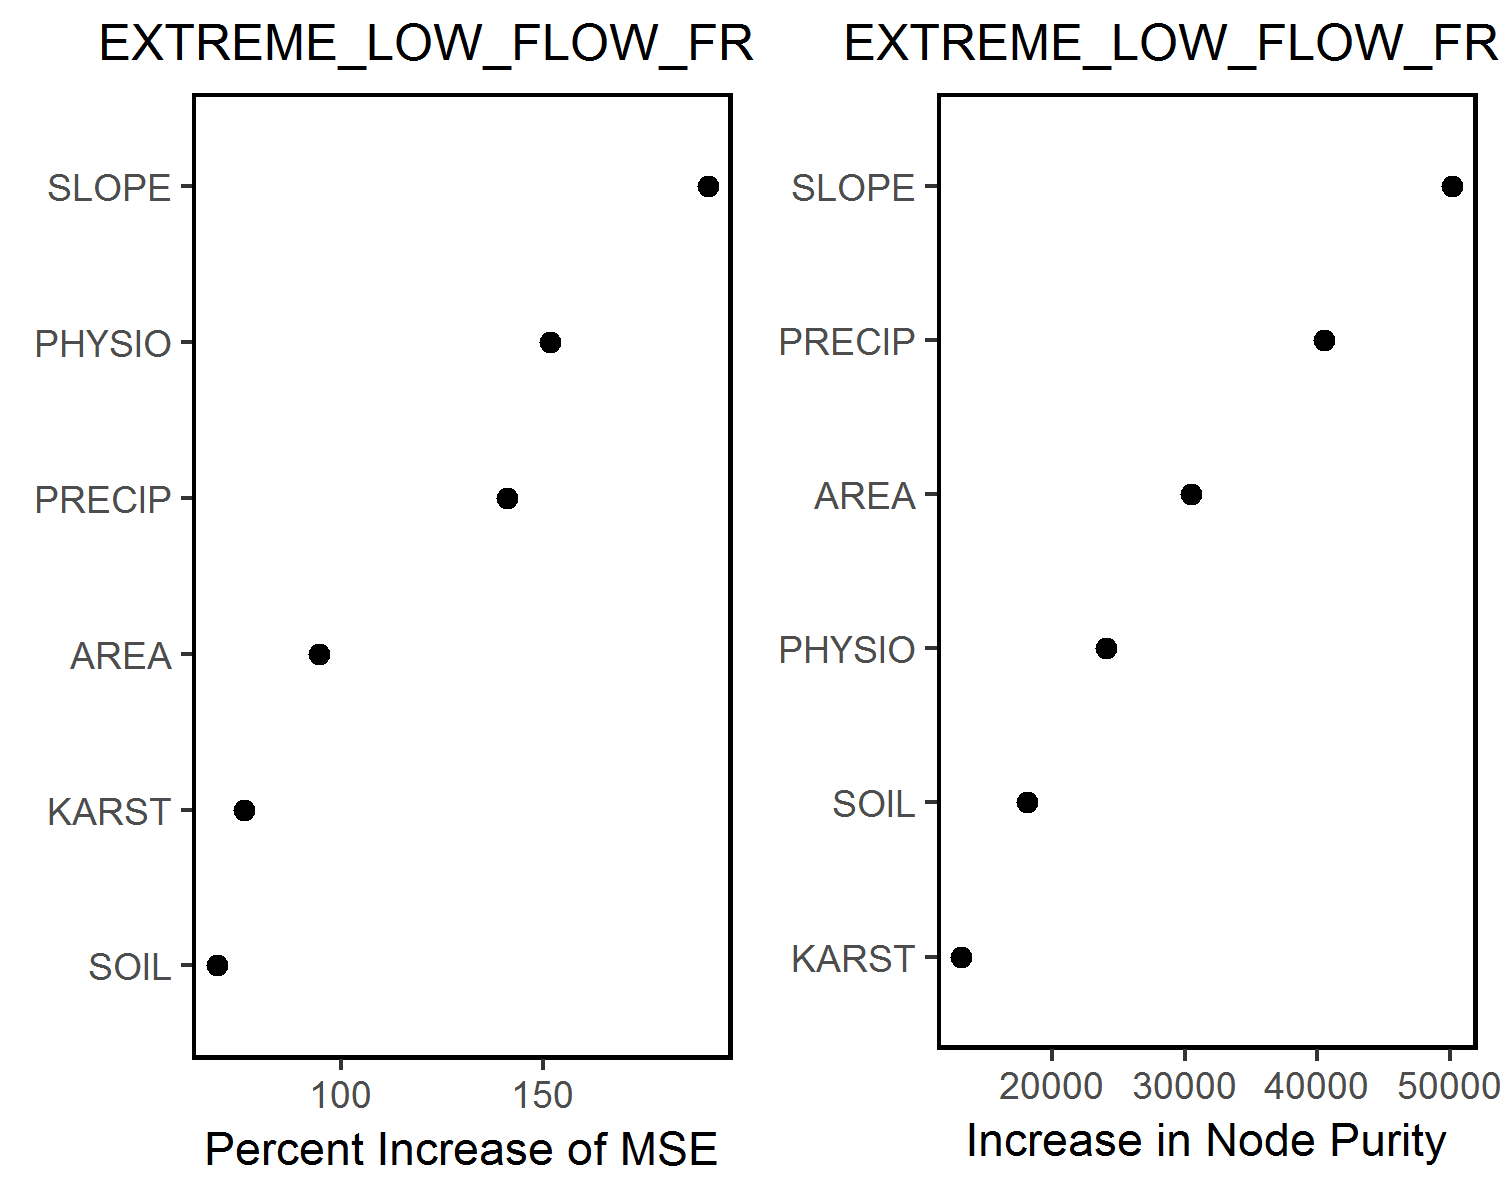 EXTREME_LOW_FLOW_FR
SLOPE
PHYSIO
PRECIP
AREA
KARST
SOIL
100 150
Percent Increase of MSE
EXTREME_LOW_FLOW_FR
SLOPE
PRECIP
AREA
PHYSIO
SOIL
KARST
20000 30000 40000 50000
Increase in Node Purity